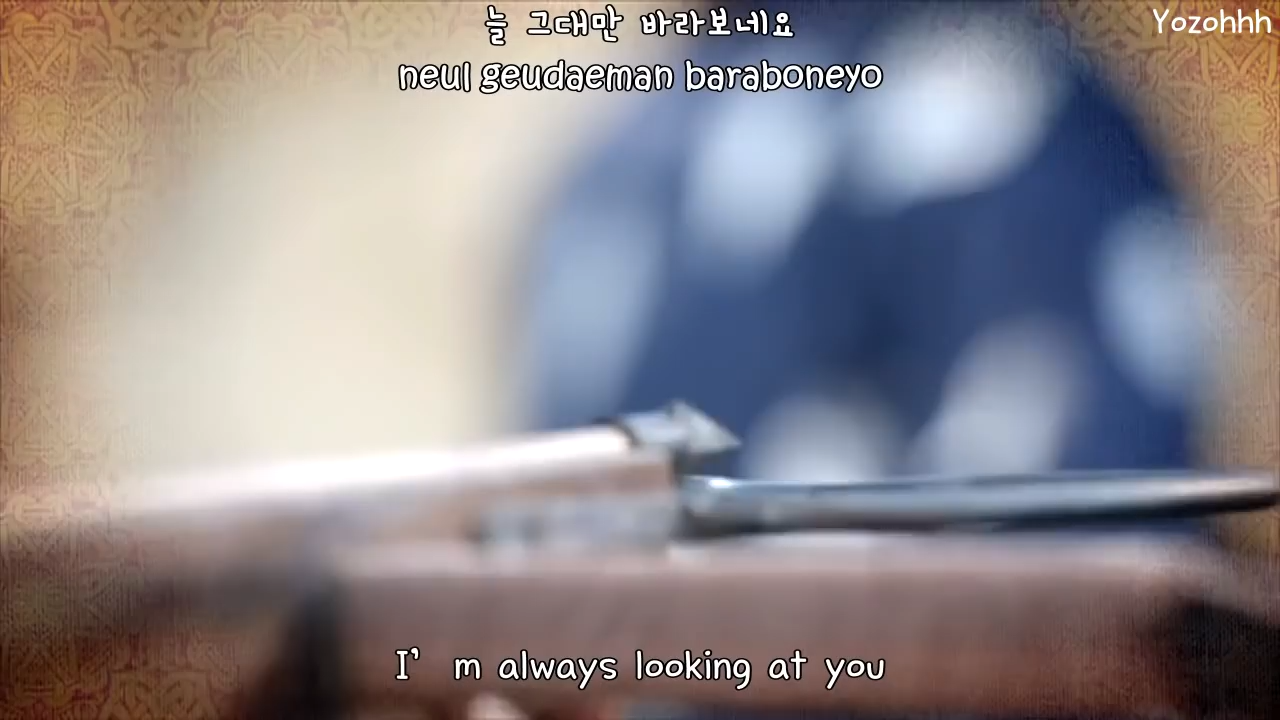 늘 그대만 바라보네요
Yozohhh
neul geudaeman baraboneyo
I’ m always looking at you